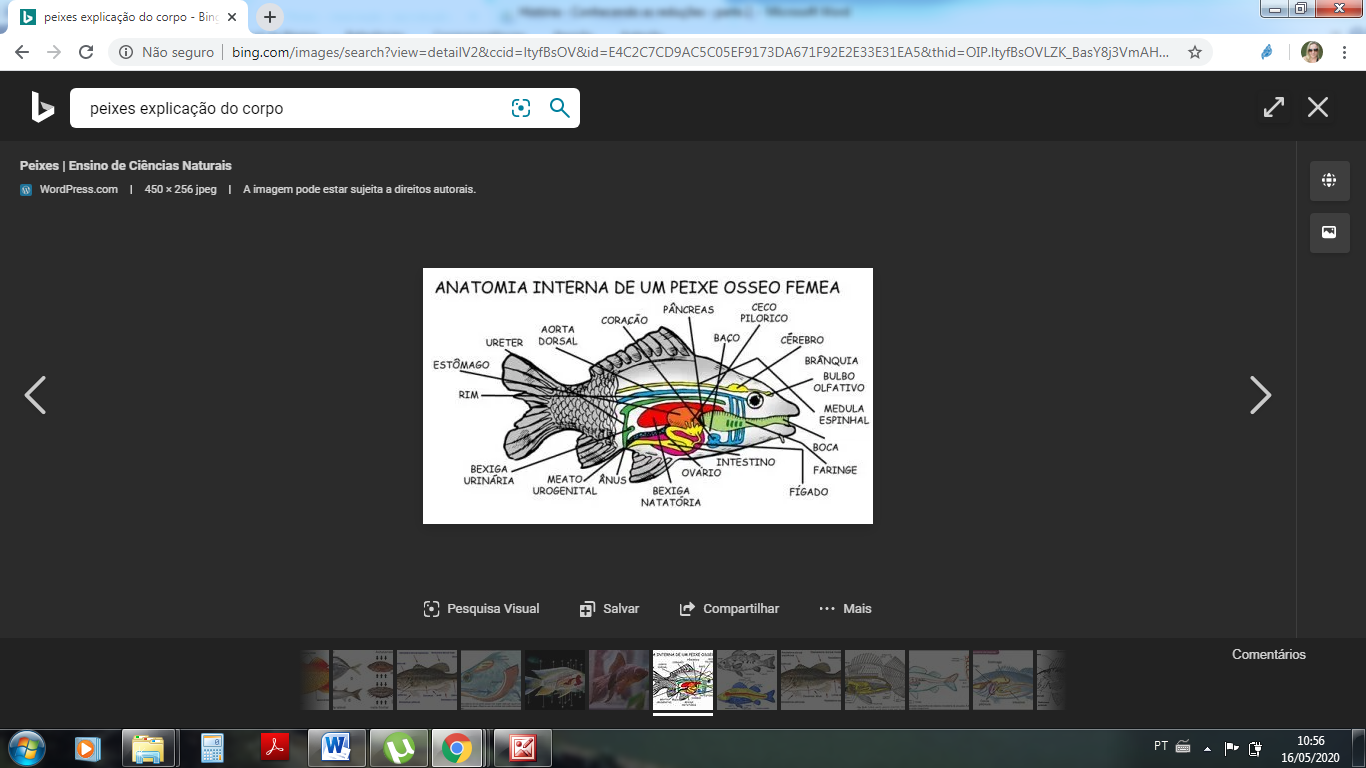 peixes explicação do corpo - Bing
História - Conhecendo as reduções - parte 2 - Microsoft Word
Não seguro
bing.com/images/search?view=detailV2&ccid=ItyfBsOV&id=E4C2C7CD9AC5C05EF9173DA671F92E2E33E31EA5&thid=OIP.ItyfBsOVLZK_BasY8j3VmAH...
peixes explicação do corpo
Peixes | Ensino de Ciências Naturais
WordPress.com | 450 × 256 jpeg | A imagem pode estar sujeita a direitos autorais.
ANATOMIA INTERNA DE UM PEIXE OSSEO FEMEA
PÂNCREAS
CECO
PILORICO
CORAÇÃO
AORTA
DORSAL
BAÇO
CÉREBRO
URETER
BRÂNQUIA
ESTÔMAGO
BULBO
OLFATIVO
RIM
MEDULA
ESPINHAL
BOCA
INTESTINO
FARINGE
BEXIGA
URINÁRIA
OVARIO
MEATO
UROGENITAL
ÂNUS
BEXIGA
NATATÓRIA
FÍGADO
Pesquisa Visual
Salvar
Compartilhar
Mais
Comentários
PT
10:56
16/05/2020